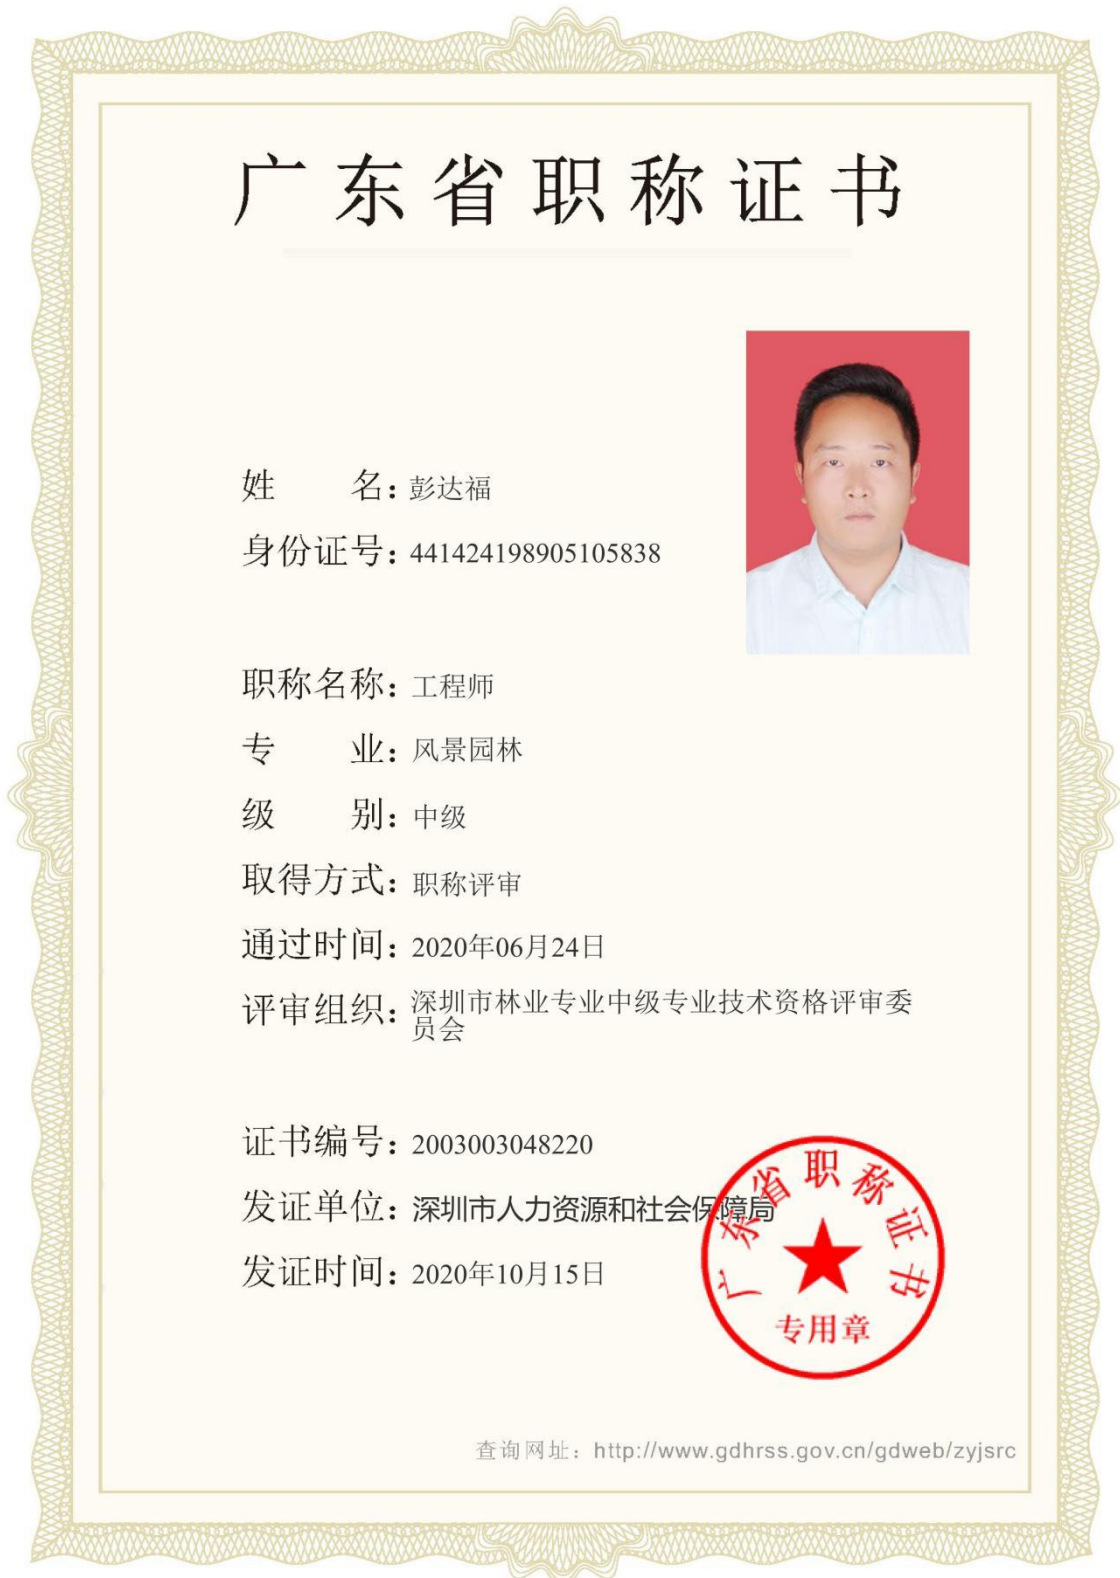 广东省职称证书
姓 名：彭达福
身份证号：441424198905105838
职称名称：工程师
专 业：风景园林
级 别：中级
取得方式：职称评审
通过时间：2020年06月24日
评审组织：深圳市林业专业中级专业技术资格评审委
员会
证书编号：2003003048220
发证单位：深圳市人力资源和社会保障局
发证时间：2020年10月15日
广东省职称证书
专用章
查询网址：http://www.gdhrss.gov.cn/gdweb/zyjsrc